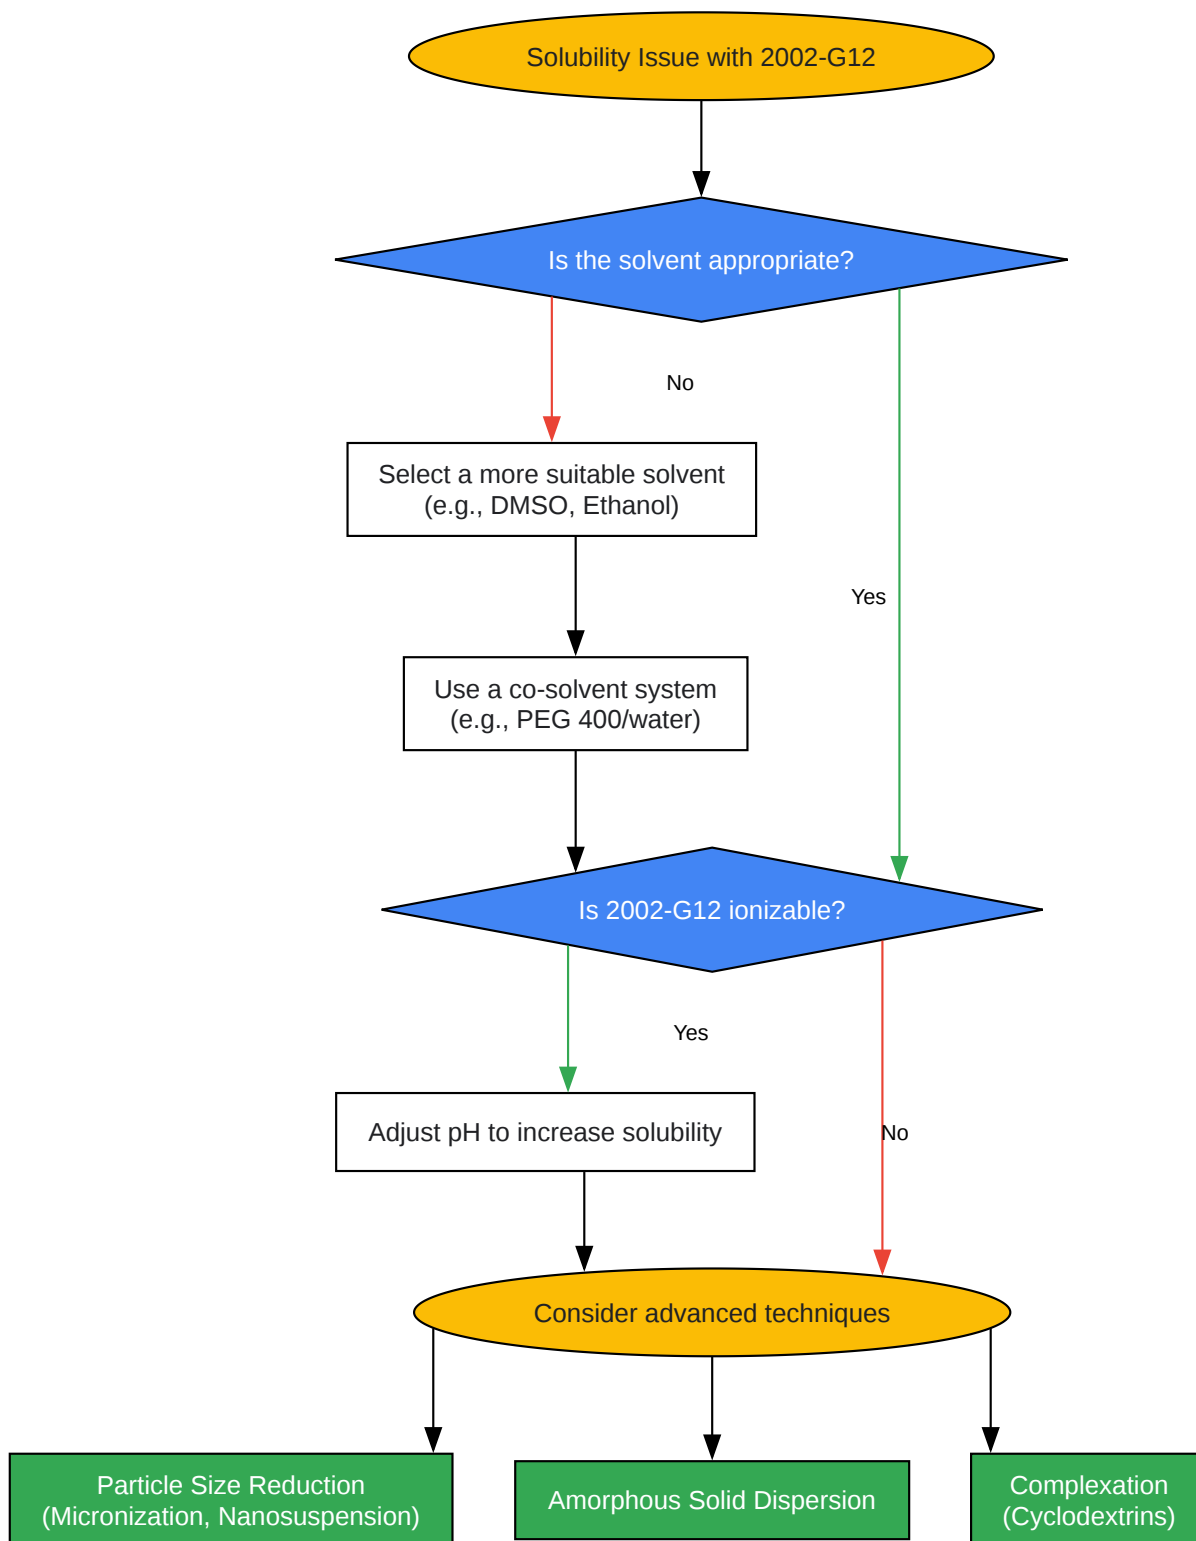 Solubility Issue with 2002-G12
Is the solvent appropriate?
No
Select a more suitable solvent
(e.g., DMSO, Ethanol)
Yes
Use a co-solvent system
(e.g., PEG 400/water)
Is 2002-G12 ionizable?
Yes
Adjust pH to increase solubility
No
Consider advanced techniques
Particle Size Reduction
(Micronization, Nanosuspension)
Amorphous Solid Dispersion
Complexation
(Cyclodextrins)